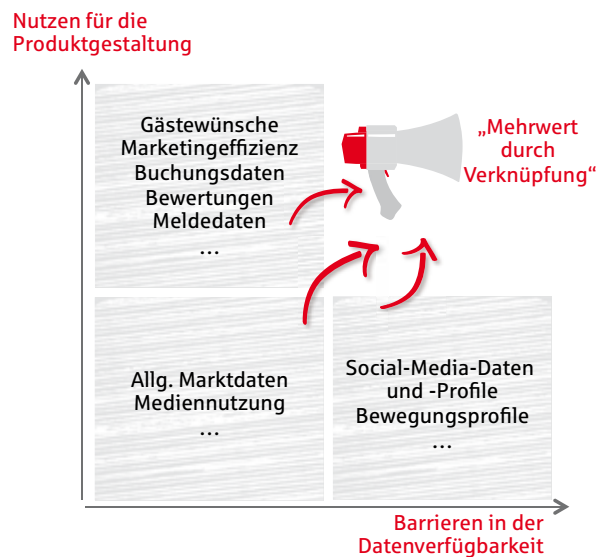 Nutzen für die
Produktgestaltung
Gästewünsche
Marketingeffizienz
Buchungsdaten
Bewertungen
Meldedaten
…
„Mehrwert
durch
Verknüpfung“
Allg. Marktdaten
Mediennutzung
…
Social-Media-Daten
und -Profile
Bewegungsprofile
…
Barrieren in der
Datenverfügbarkeit